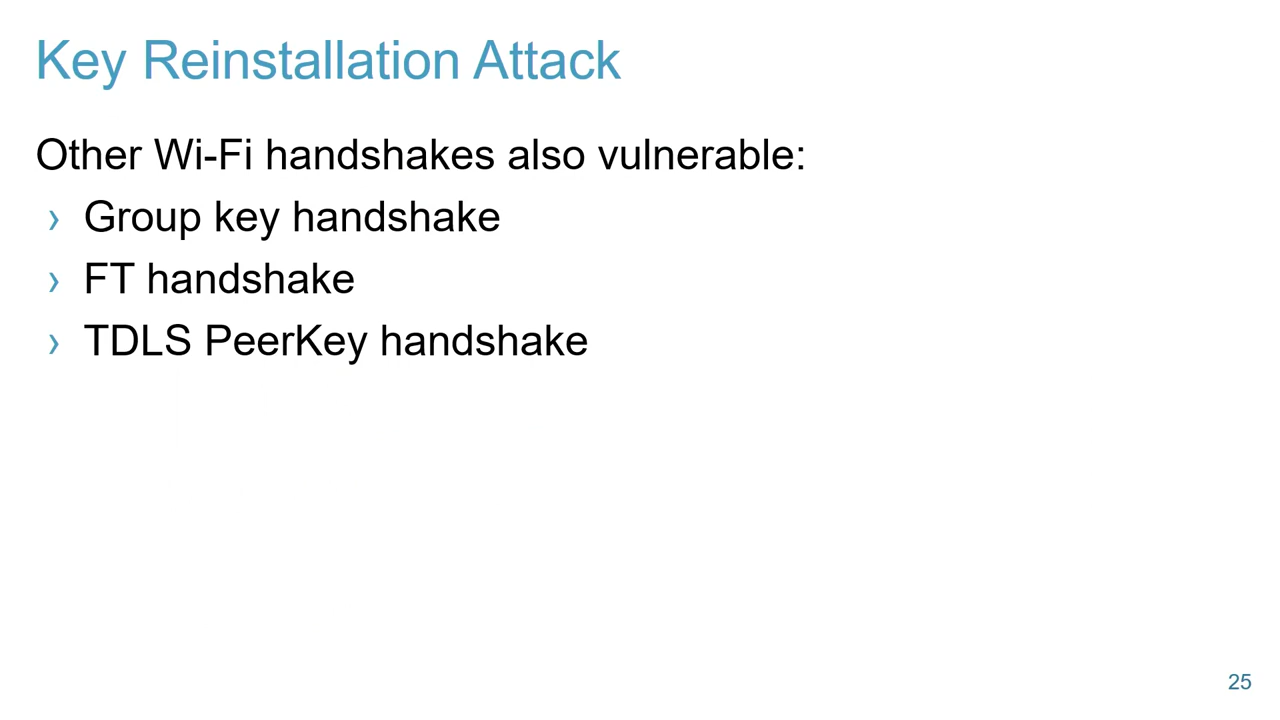 Key Reinstallation Attack
Other Wi-Fi handshakes also vulnerable:
› Group key handshake
› FT handshake
› TDLS PeerKey handshake
25